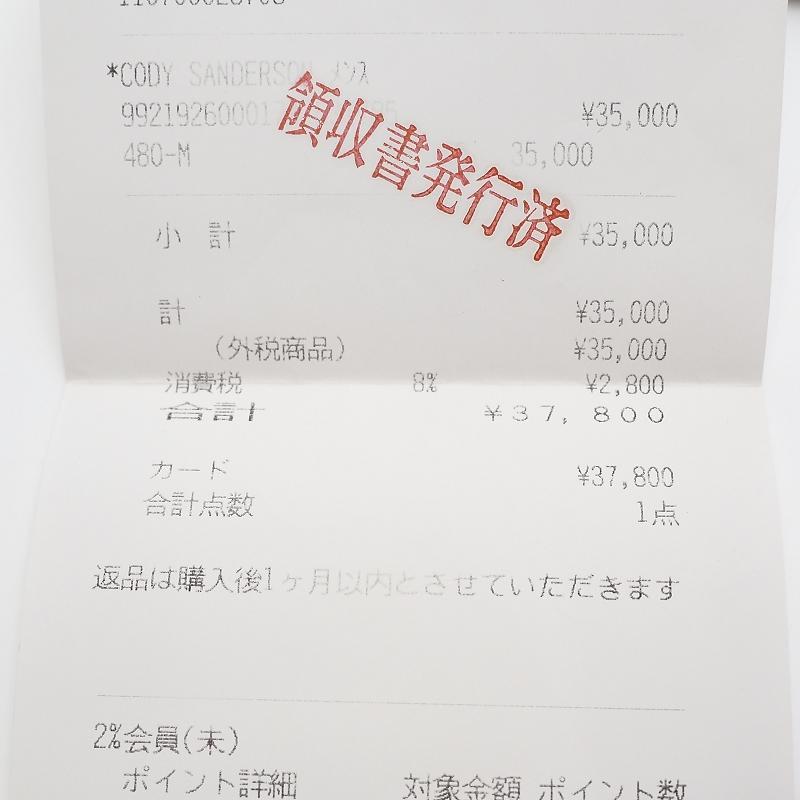 *CODY SANDERSON メンズ
¥35,000
480-M 35,000
領収書発行済
小 計 ¥35,000
計 ¥35,000
(外税商品) ¥35,000
消費税 8% ¥2,800
合計 ¥37,800
カード ¥37,800
合計点数 1点
返品は購入後1ヶ月以内とさせていただきます
2%会員(未)
ポイント詳細 対象金額 ポイント数